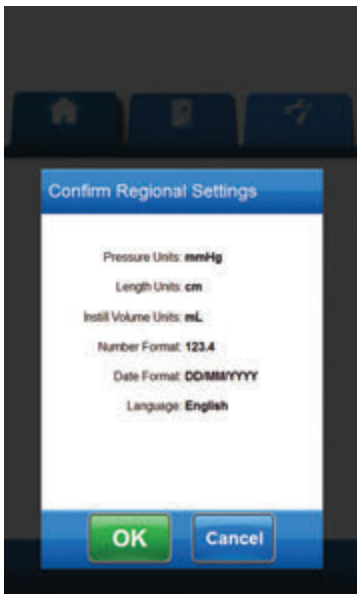 Confirm Regional Settings
Pressure Units: mmHg
Length Units: cm
Instill Volume Units: mL
Number Format: 123.4
Date Format: DD/MM/YYYY
Language: English
OK
Cancel